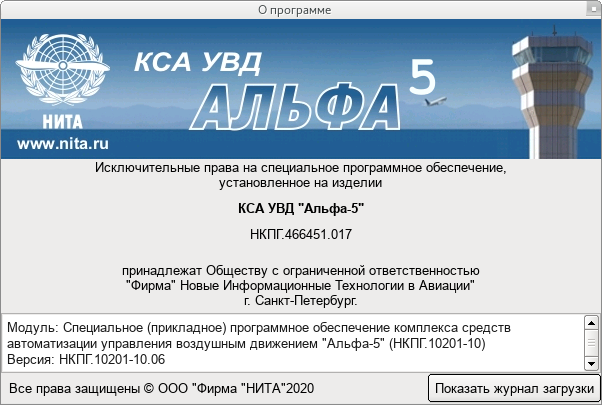 О программе
КСА УВД
АЛЬФА 5
НИТА
www.nita.ru
Исключительные права на специальное программное обеспечение,
установленное на изделии
КСА УВД "Альфа-5"
НКПГ.466451.017
принадлежат Обществу с ограниченной ответственностью
"Фирма" Новые Информационные Технологии в Авиации"
г. Санкт-Петербург.
Модуль: Специальное (прикладное) программное обеспечение комплекса средств
автоматизации управления воздушным движением "Альфа-5" (НКПГ.10201-10)
Версия: НКПГ.10201-10.06
Все права защищены © ООО "Фирма "НИТА"2020
Показать журнал загрузки